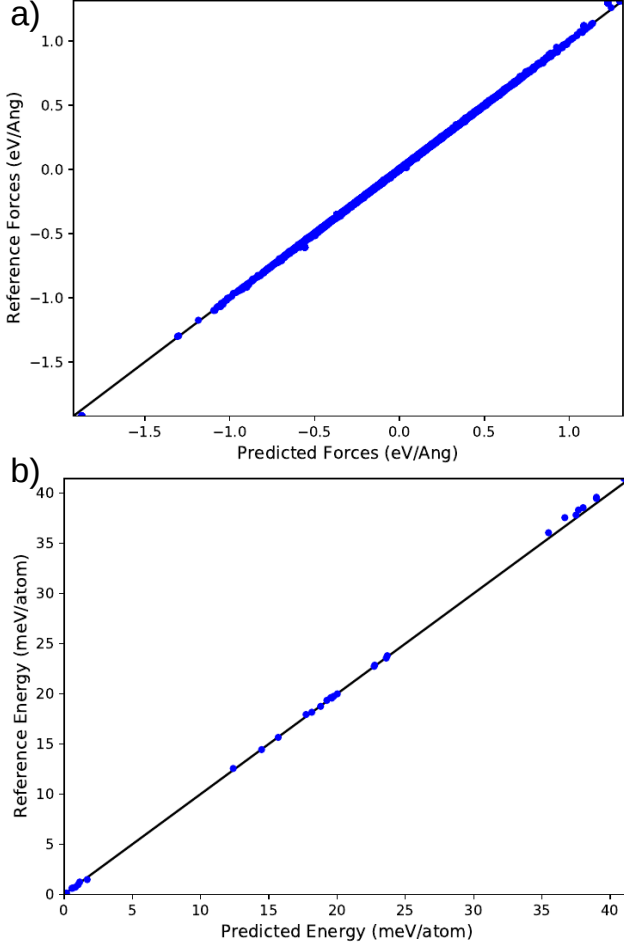 a)
Reference Forces (eV/Ang)
1.0
0.5
0.0
−0.5
−1.0
−1.5
−1.5 −1.0 −0.5 0.0 0.5 1.0
Predicted Forces (eV/Ang)
b)
Reference Energy (meV/atom)
40
35
30
25
20
15
10
5
0
0 5 10 15 20 25 30 35 40
Predicted Energy (meV/atom)